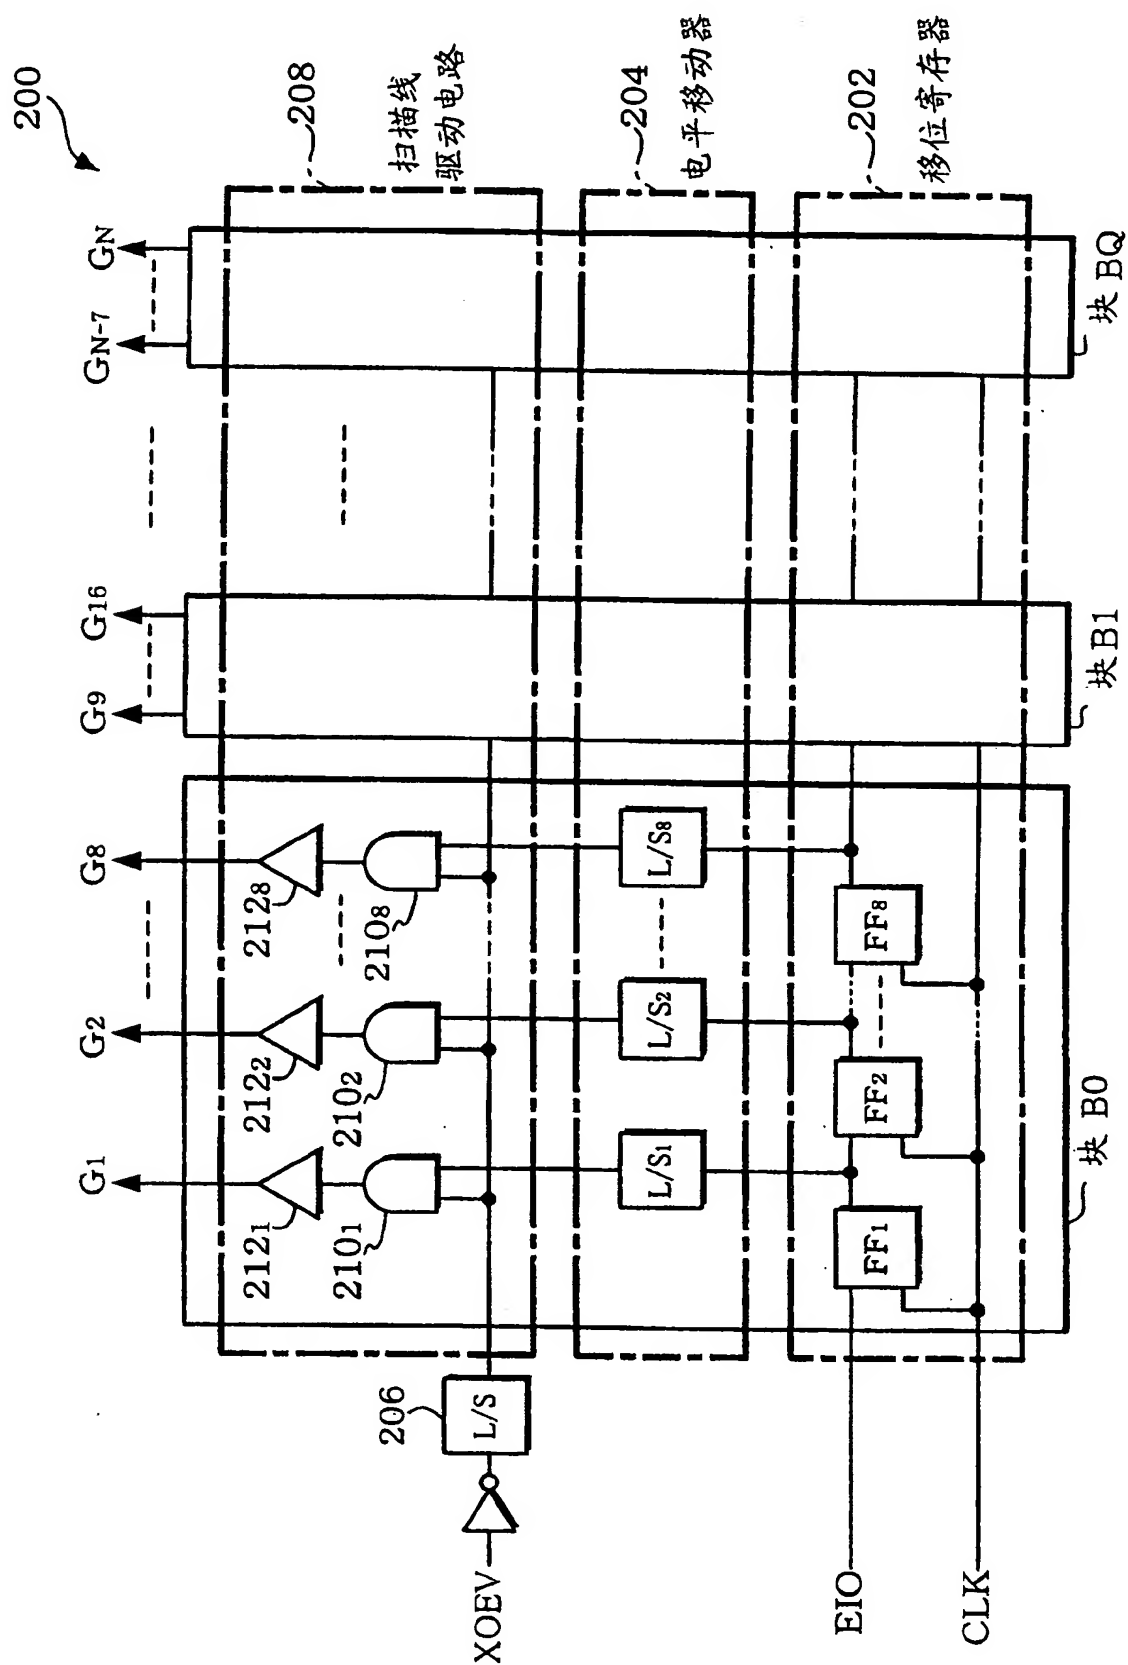 200
G1
G2
G8
G9
G16
GN-7
GN
208
扫描线
驱动电路
2121
2122
2128
2101
2102
2108
XOEV
206
L/S
204
电平移动器
L/S1
L/S2
L/S8
202
移位寄存器
EIO
FF1
FF2
FF8
CLK
块 B0
块 B1
块 BQ